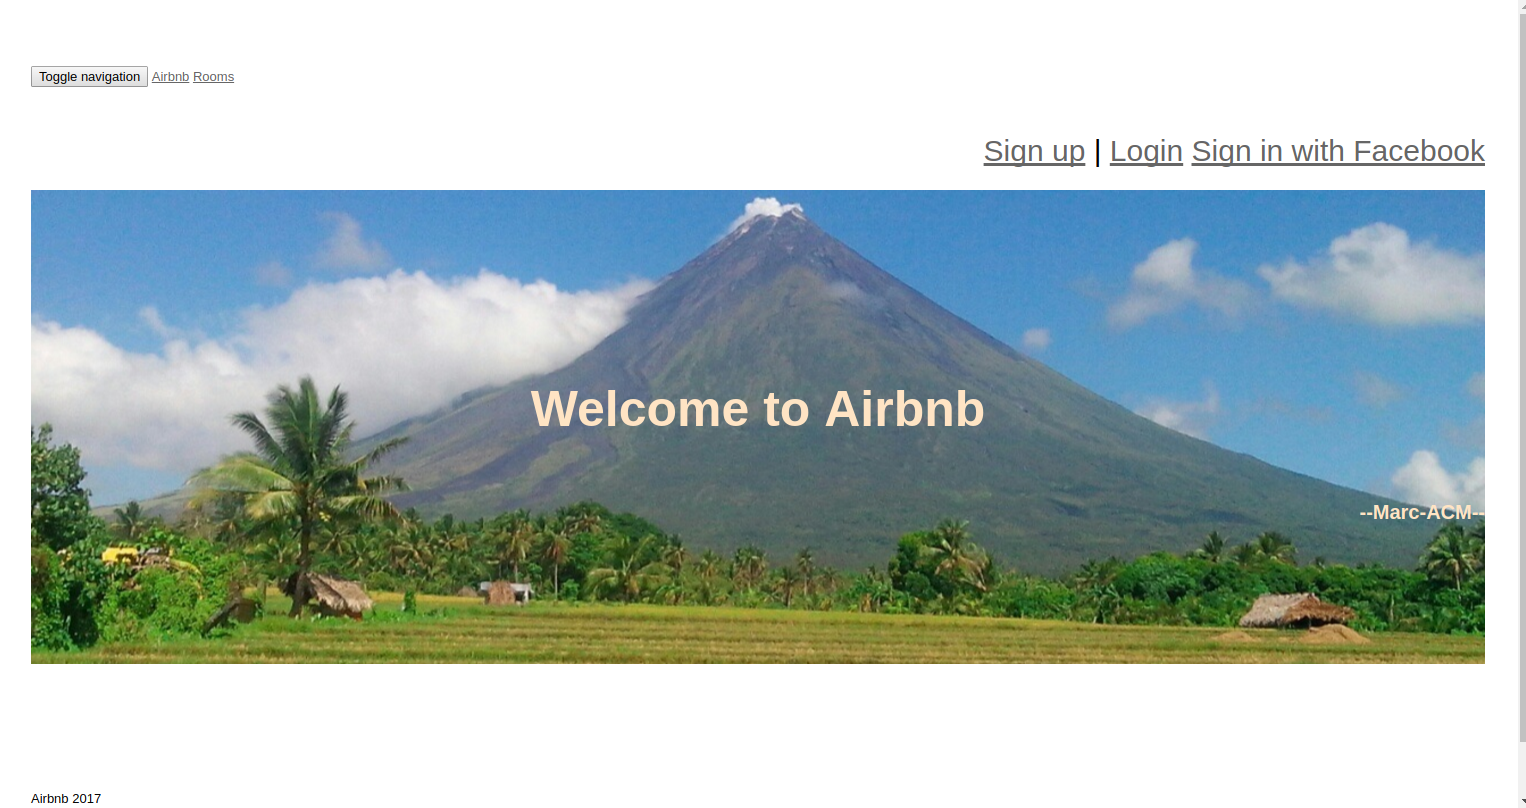 Toggle navigation Airbnb Rooms
Sign up | Login Sign in with Facebook
Welcome to Airbnb
--Marc-ACM--
Airbnb 2017